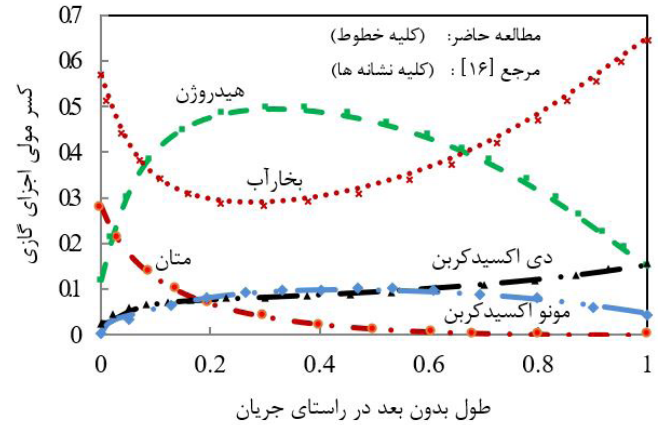 0.7
0.6
0.5
0.4
0.3
0.2
0.1
0
کسر مولی اجزای گازی
مطالعه حاضر: (کلیه خطوط)
مرجع [۱۶] : (کلیه نشانه ها)
هیدروژن
بخارآب
متان
دی اکسیدکربن
مونو اکسیدکربن
0 0.2 0.4 0.6 0.8 1
طول بدون بعد در راستای جریان